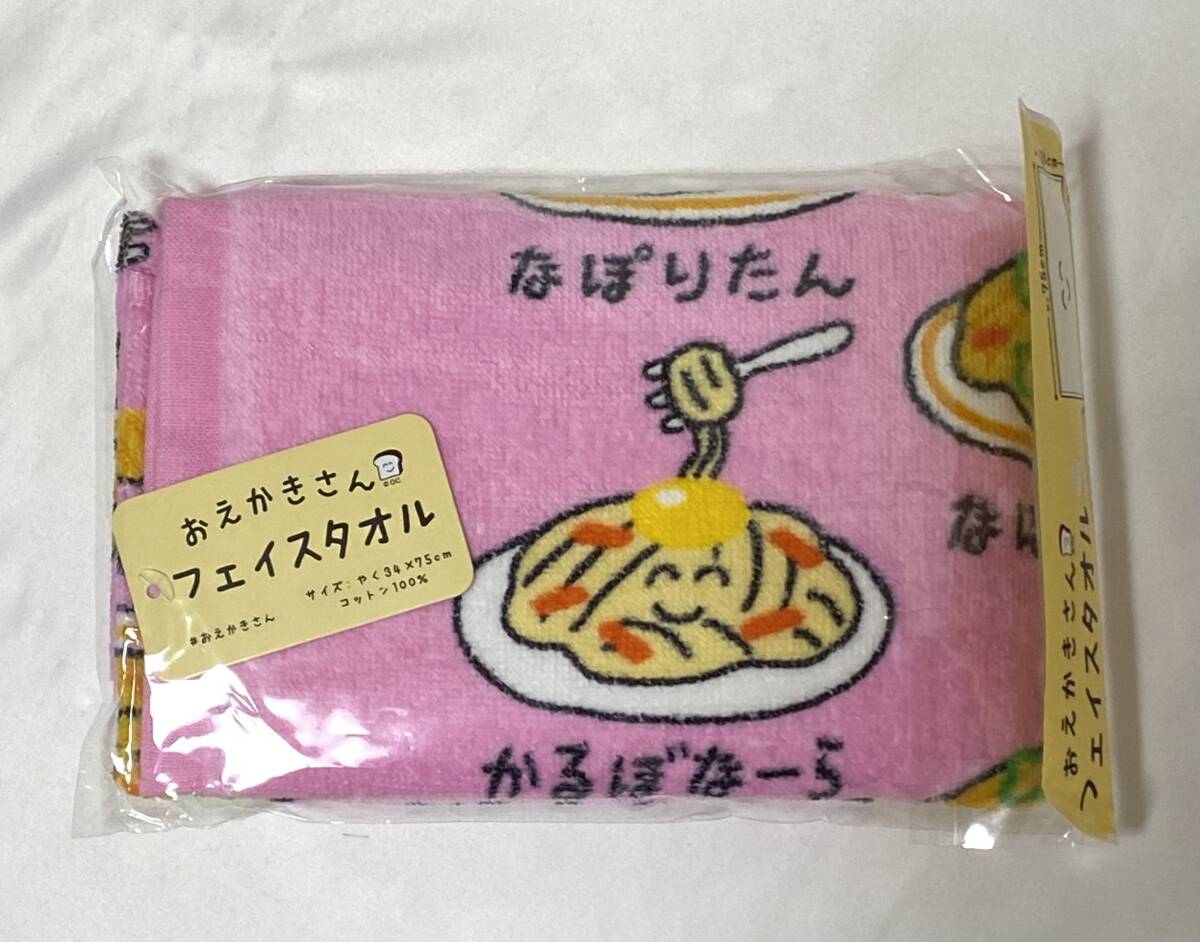 なぽりたん
かるぼなーら
な
おえかきさん
©OC
フェイスタオル
サイズ：やく34×75cm
コットン100%
#おえかきさん
75cm
おえかきさん
フェイスタオル